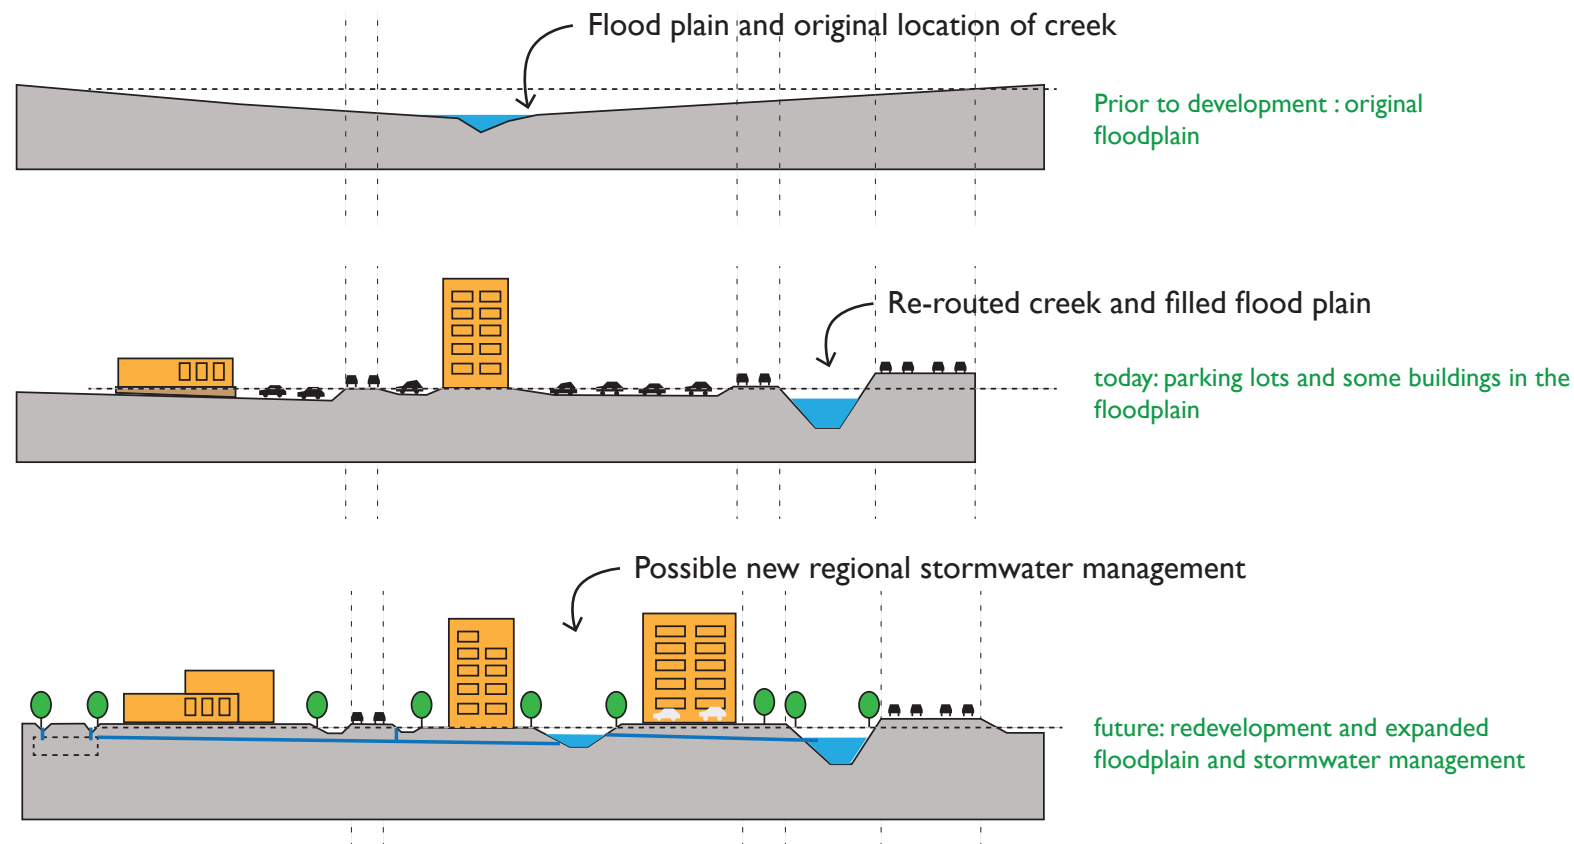 Flood plain and original location of creek
Prior to development : original
floodplain
Re-routed creek and filled flood plain
today: parking lots and some buildings in the
floodplain
Possible new regional stormwater management
future: redevelopment and expanded
floodplain and stormwater management